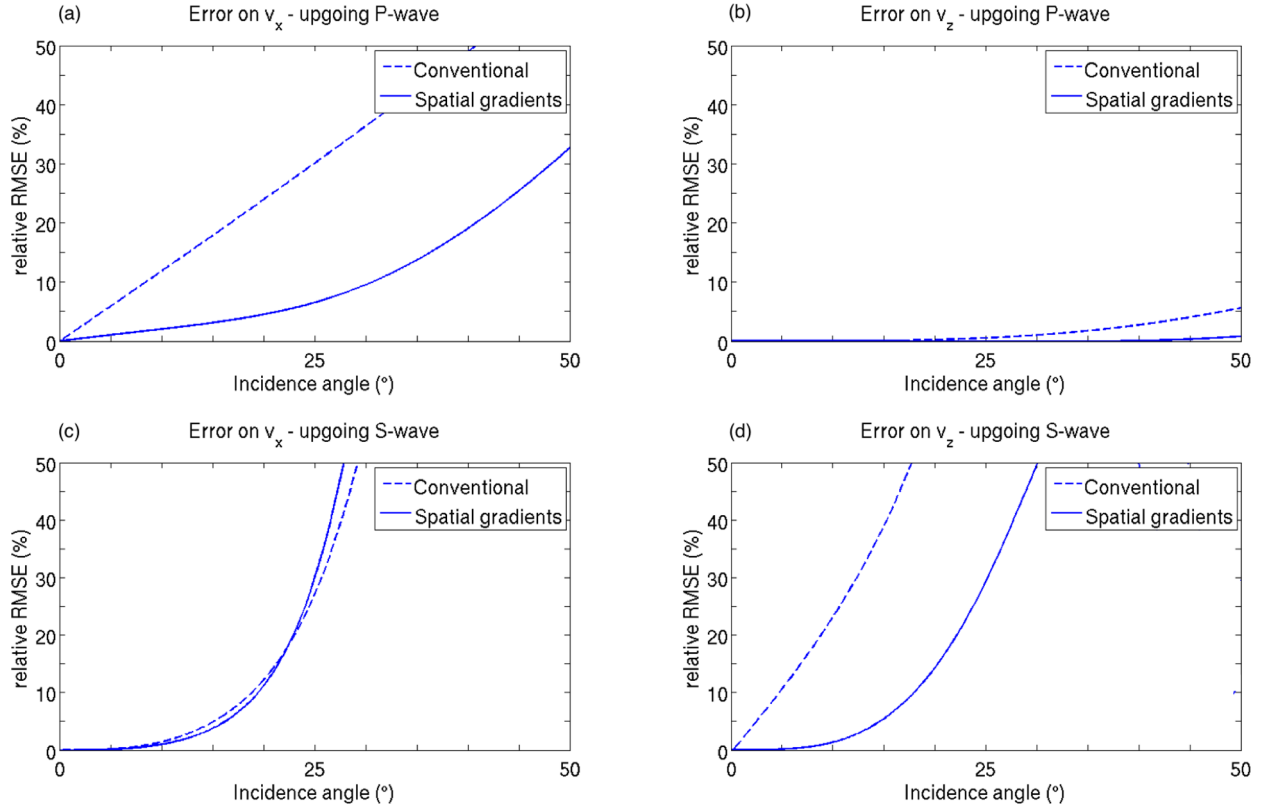 (a) Error on vx - upgoing P-wave
50
40
30
20
10
0
relative RMSE (%)
Conventional
Spatial gradients
0 25 50
Incidence angle (°)
(b) Error on vz - upgoing P-wave
50
40
30
20
10
0
relative RMSE (%)
Conventional
Spatial gradients
0 25 50
Incidence angle (°)
(c) Error on vx - upgoing S-wave
50
40
30
20
10
0
relative RMSE (%)
Conventional
Spatial gradients
0 25 50
Incidence angle (°)
(d) Error on vz - upgoing S-wave
50
40
30
20
10
0
relative RMSE (%)
Conventional
Spatial gradients
0 25 50
Incidence angle (°)